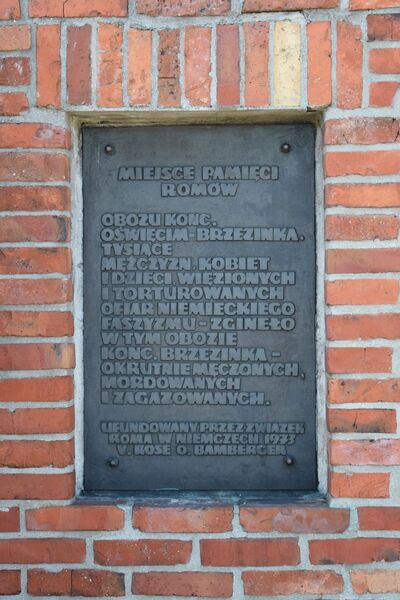 MIEJSCE PAMIĘCI
ROMÓW
OBOZU KONC.
OŚWIĘCIM-BRZEZINKA.
TYSIĄCE
MĘŻCZYZN, KOBIET
I DZIECI, WIĘZIONYCH
I TORTUROWANYCH
OFIAR NIEMIECKIEGO
FASZYZMU - ZGINĘŁO
W TYM OBOZIE
KONC. BRZEZINKA -
OKRUTNIE MĘCZONYCH,
MORDOWANYCH
I ZAGAZOWANYCH.
UFUNDOWANY PRZEZ ZWIĄZEK
ROMA W NIEMCZECH 1973
V. ROSE O. BAMBERGER